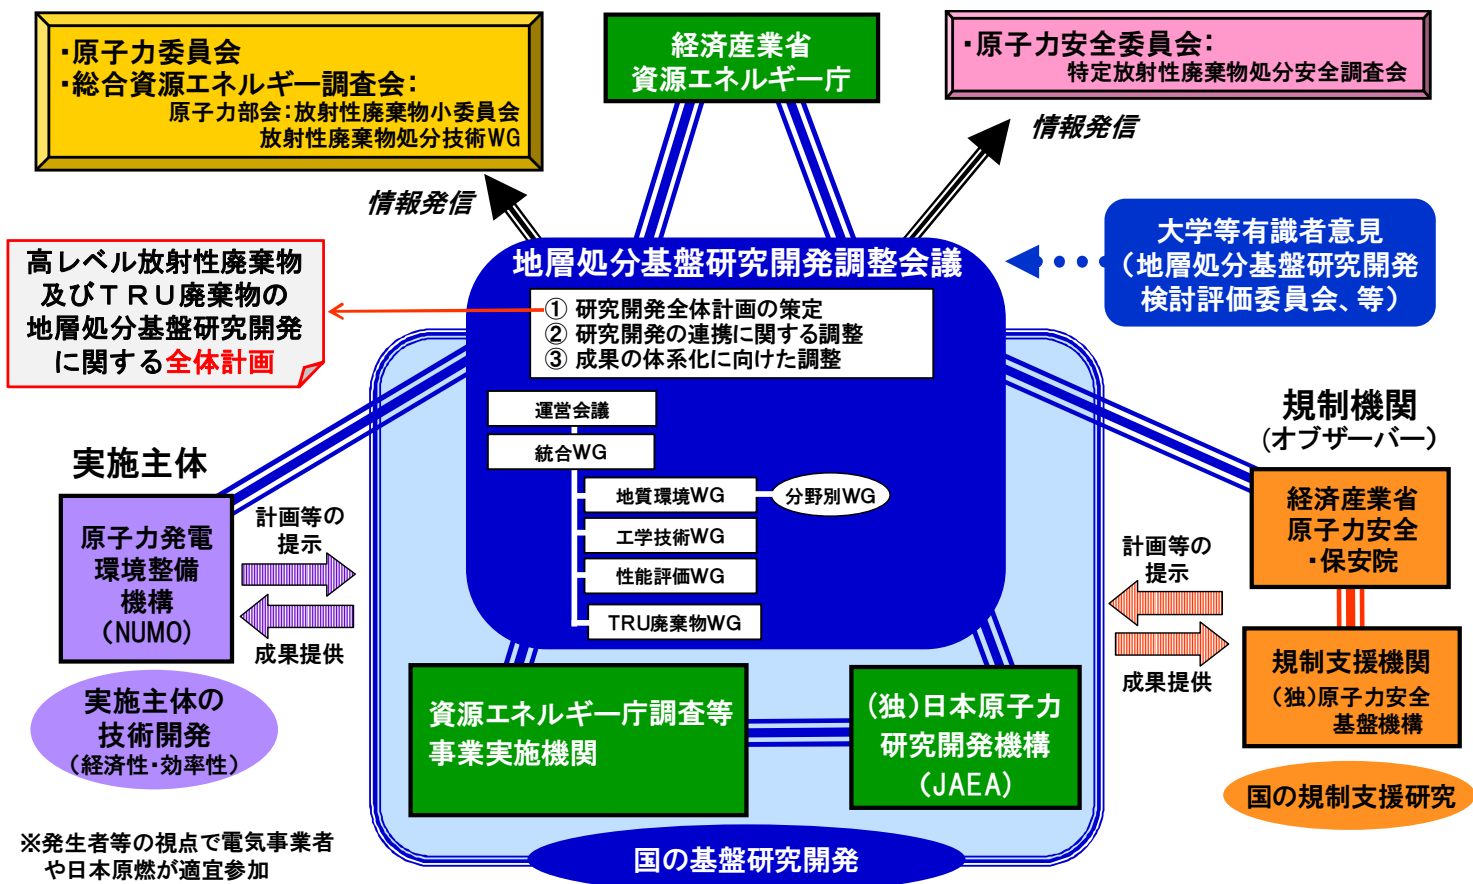 ・原子力委員会
・総合資源エネルギー調査会：
原子力部会：放射性廃棄物小委員会
放射性廃棄物処分技術WG
経済産業省
資源エネルギー庁
・原子力安全委員会：
特定放射性廃棄物処分安全調査会
情報発信
情報発信
高レベル放射性廃棄物
及びＴＲＵ廃棄物の
地層処分基盤研究開発
に関する全体計画
地層処分基盤研究開発調整会議
① 研究開発全体計画の策定
② 研究開発の連携に関する調整
③ 成果の体系化に向けた調整
大学等有識者意見
（地層処分基盤研究開発
検討評価委員会、等）
運営会議
統合WG
地質環境WG
分野別WG
工学技術WG
性能評価WG
TRU廃棄物WG
実施主体
原子力発電
環境整備
機構
（NUMO）
計画等の
提示
成果提供
実施主体の
技術開発
（経済性・効率性）
規制機関
（オブザーバー）
経済産業省
原子力安全
・保安院
計画等の
提示
成果提供
規制支援機関
（独）原子力安全
基盤機構
国の規制支援研究
資源エネルギー庁調査等
事業実施機関
（独）日本原子力
研究開発機構
（JAEA）
国の基盤研究開発
※発生者等の視点で電気事業者
や日本原燃が適宜参加